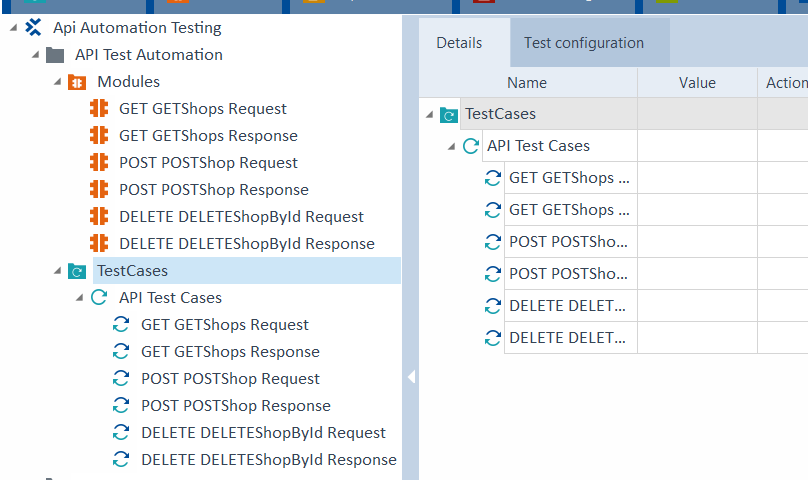 Api Automation Testing
API Test Automation
Modules
GET GETShops Request
GET GETShops Response
POST POSTShop Request
POST POSTShop Response
DELETE DELETEShopById Request
DELETE DELETEShopById Response
TestCases
API Test Cases
GET GETShops Request
GET GETShops Response
POST POSTShop Request
POST POSTShop Response
DELETE DELETEShopById Request
DELETE DELETEShopById Response
Details Test configuration
Name Value Action
TestCases
API Test Cases
GET GETShops ...
GET GETShops ...
POST POSTSho...
POST POSTSho...
DELETE DELET...
DELETE DELET...